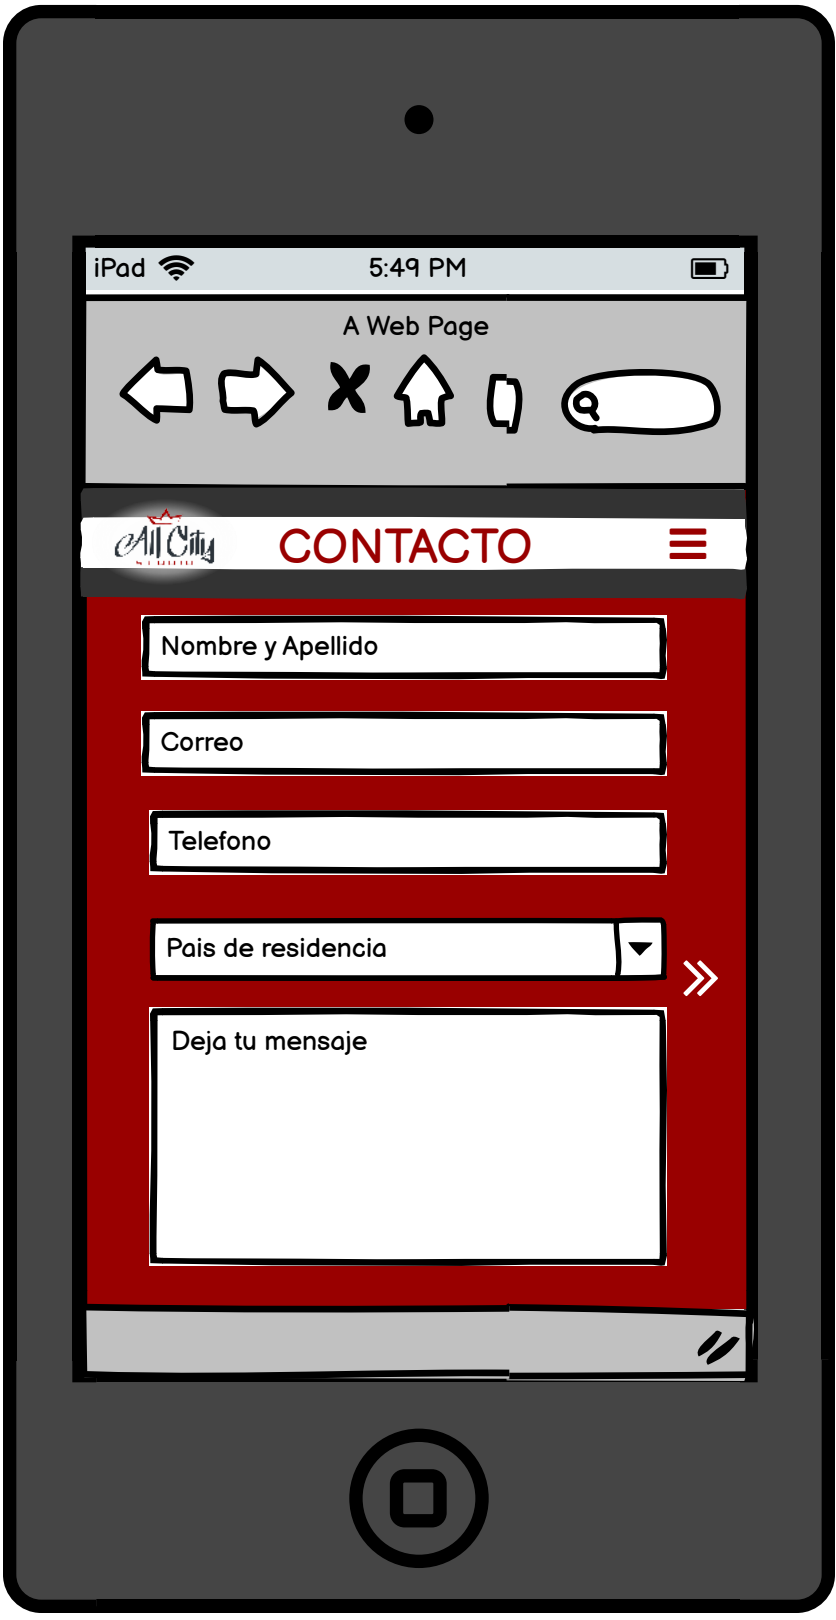 iPad
5:49 PM
A Web Page
All City
CONTACTO
Nombre y Apellido
Correo
Telefono
Pais de residencia
Deja tu mensaje